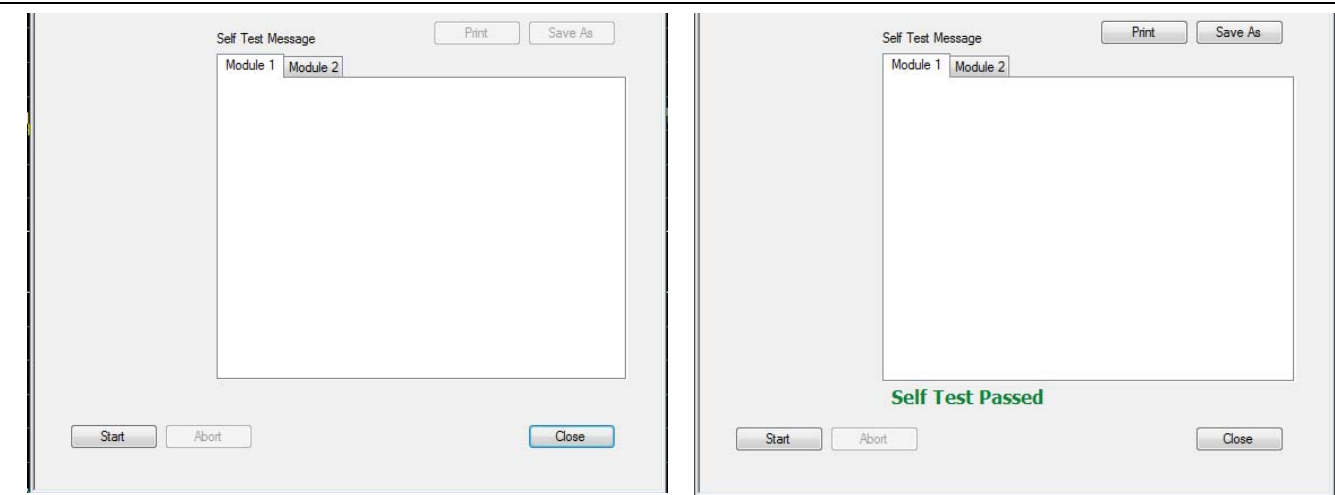 Self Test Message Print Save As
Module 1 Module 2
Start Abort Close
Self Test Message Print Save As
Module 1 Module 2
Self Test Passed
Start Abort Close